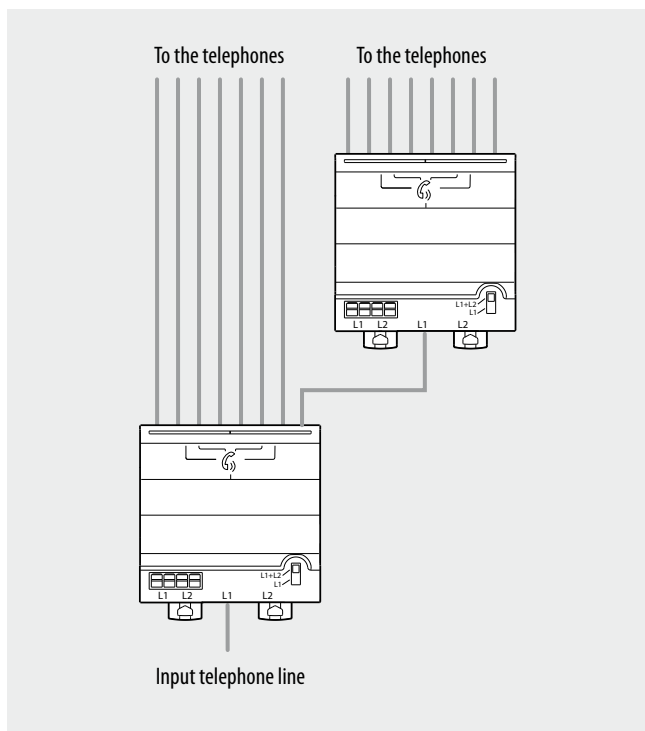 To the telephones
To the telephones
L1+L2
L1
L1 L2 L1 L2
L1+L2
L1
L1 L2 L1 L2
Input telephone line